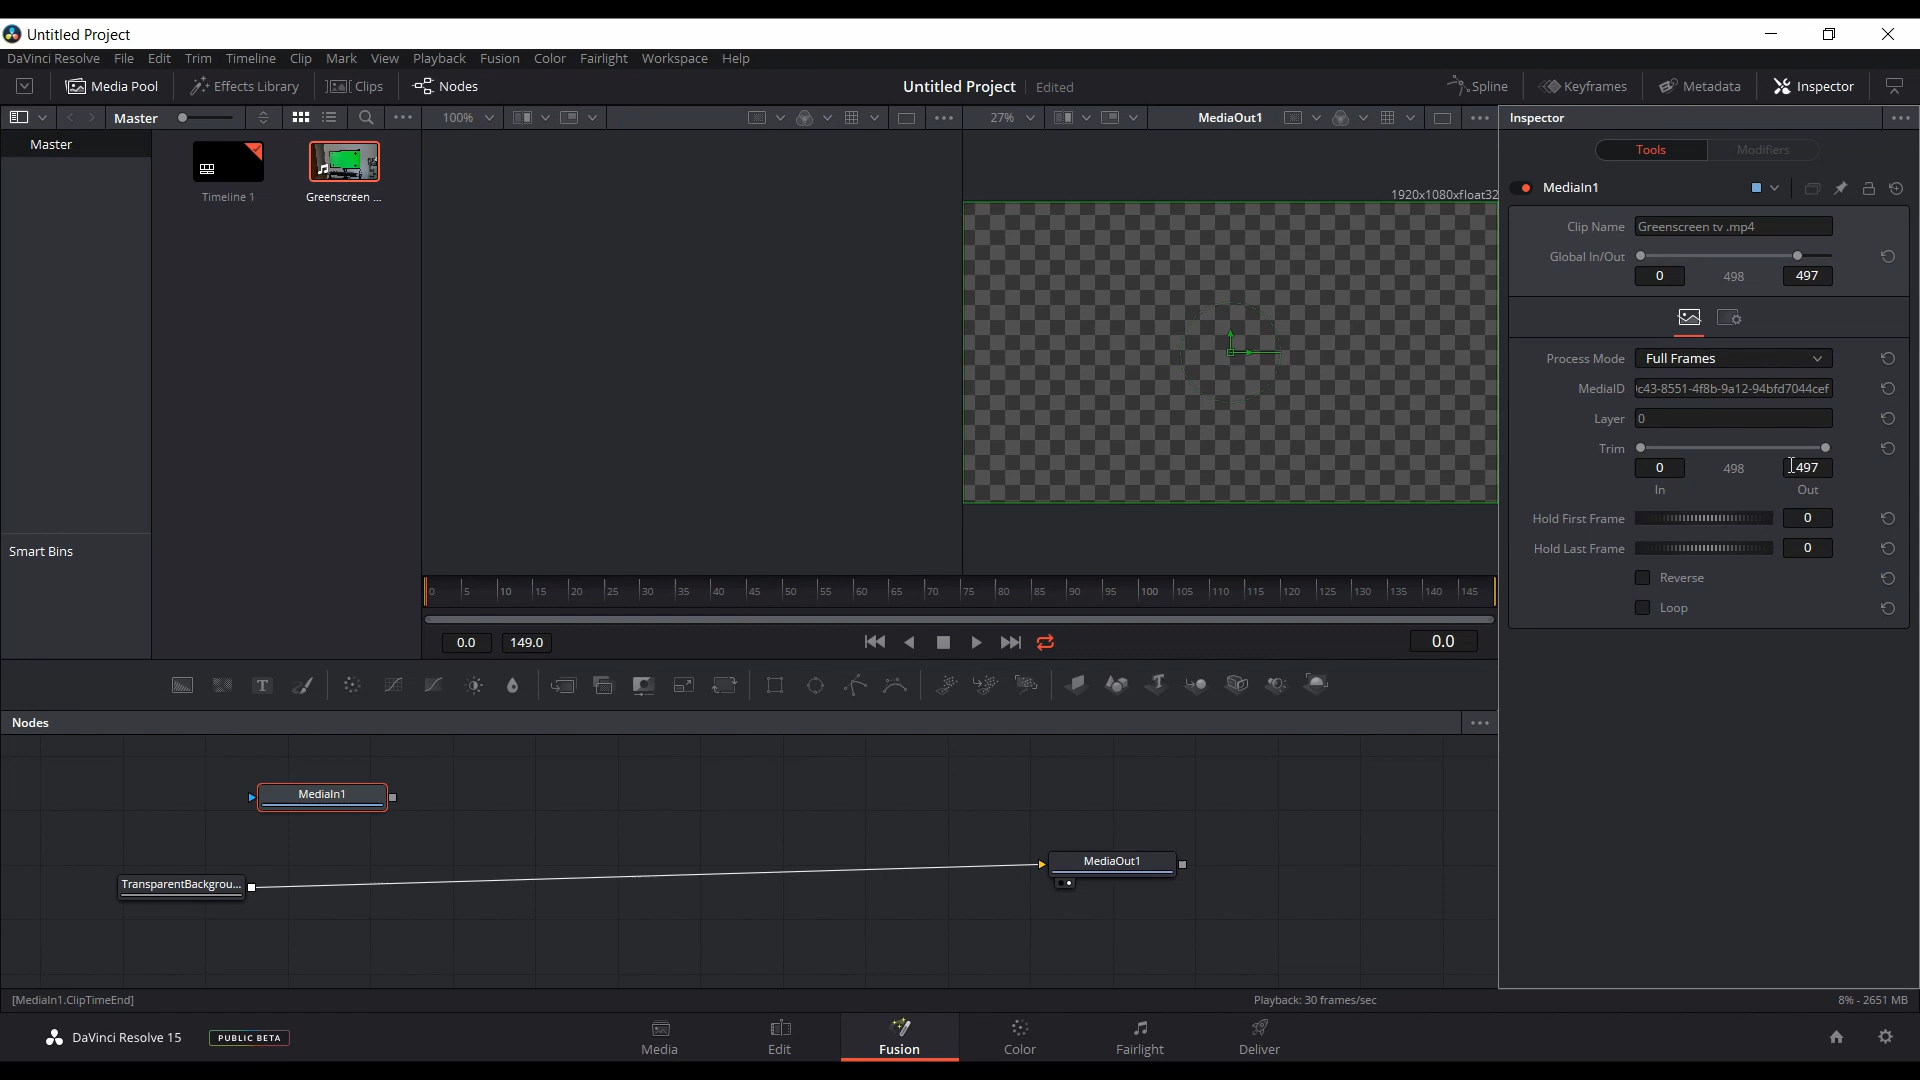 Untitled Project
DaVinci Resolve File Edit Trim Timeline Clip Mark View Playback Fusion Color Fairlight Workspace Help
Media Pool Effects Library Clips Nodes Untitled Project Edited Spline Keyframes Metadata Inspector
Master 100% 27% MediaOut1 Inspector
Master
Timeline 1 Greenscreen ...
Smart Bins
1920x1080xfloat32
Tools Modifiers
MediaIn1
Clip Name Greenscreen tv .mp4
Global In/Out
0 498 497
Process Mode Full Frames
MediaID c43-8551-4f8b-9a12-94bfd7044cef
Layer 0
Trim
0 498 497
In Out
Hold First Frame 0
Hold Last Frame 0
Reverse
Loop
0 5 10 15 20 25 30 35 40 45 50 55 60 65 70 75 80 85 90 95 100 105 110 115 120 125 130 135 140 145
0.0 149.0 0.0
Nodes
MediaIn1
TransparentBackgrou... MediaOut1
[MediaIn1.ClipTimeEnd] Playback: 30 frames/sec 8% - 2651 MB
DaVinci Resolve 15 PUBLIC BETA Media Edit Fusion Color Fairlight Deliver